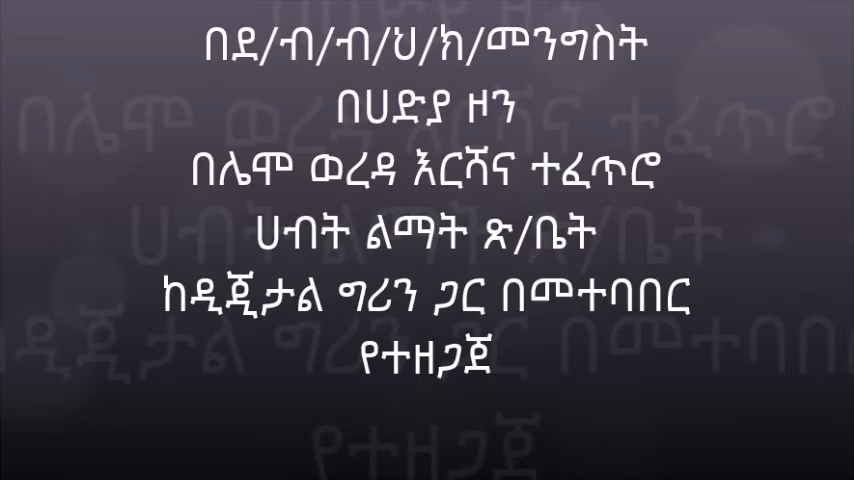 በደ/ብ/ብ/ህ/ክ/መንግስት
በሀድያ ዞን
በሌሞ ወረዳ እርሻና ተፈጥሮ
ሀብት ልማት ጽ/ቤት
ከዲጂታል ግሪን ጋር በመተባበር
የተዘጋጀ